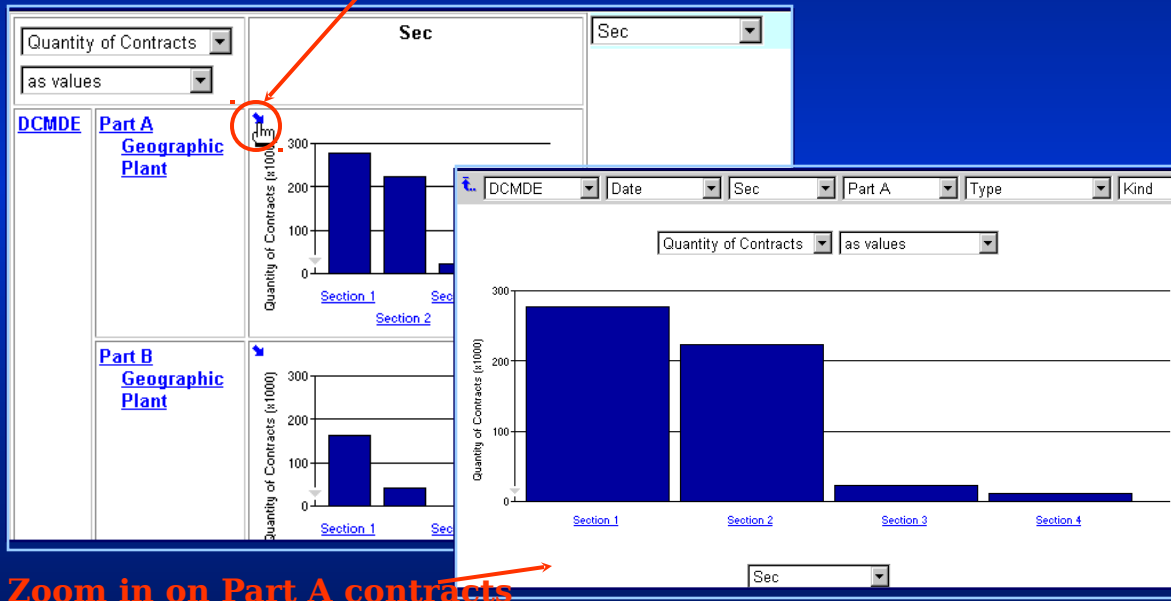 Quantity of Contracts
as values
Sec
Sec
DCMDE
Part A
Geographic
Plant
Quantity of Contracts (x1000)
300
200
100
0
Section 1
Sec
Section 2
Part B
Geographic
Plant
Quantity of Contracts (x1000)
300
200
100
0
Section 1
Sec
DCMDE
Date
Sec
Part A
Type
Kind
Quantity of Contracts
as values
Quantity of Contracts (x1000)
300
200
100
0
Section 1
Section 2
Section 3
Section 4
Sec
Zoom in on Part A contracts